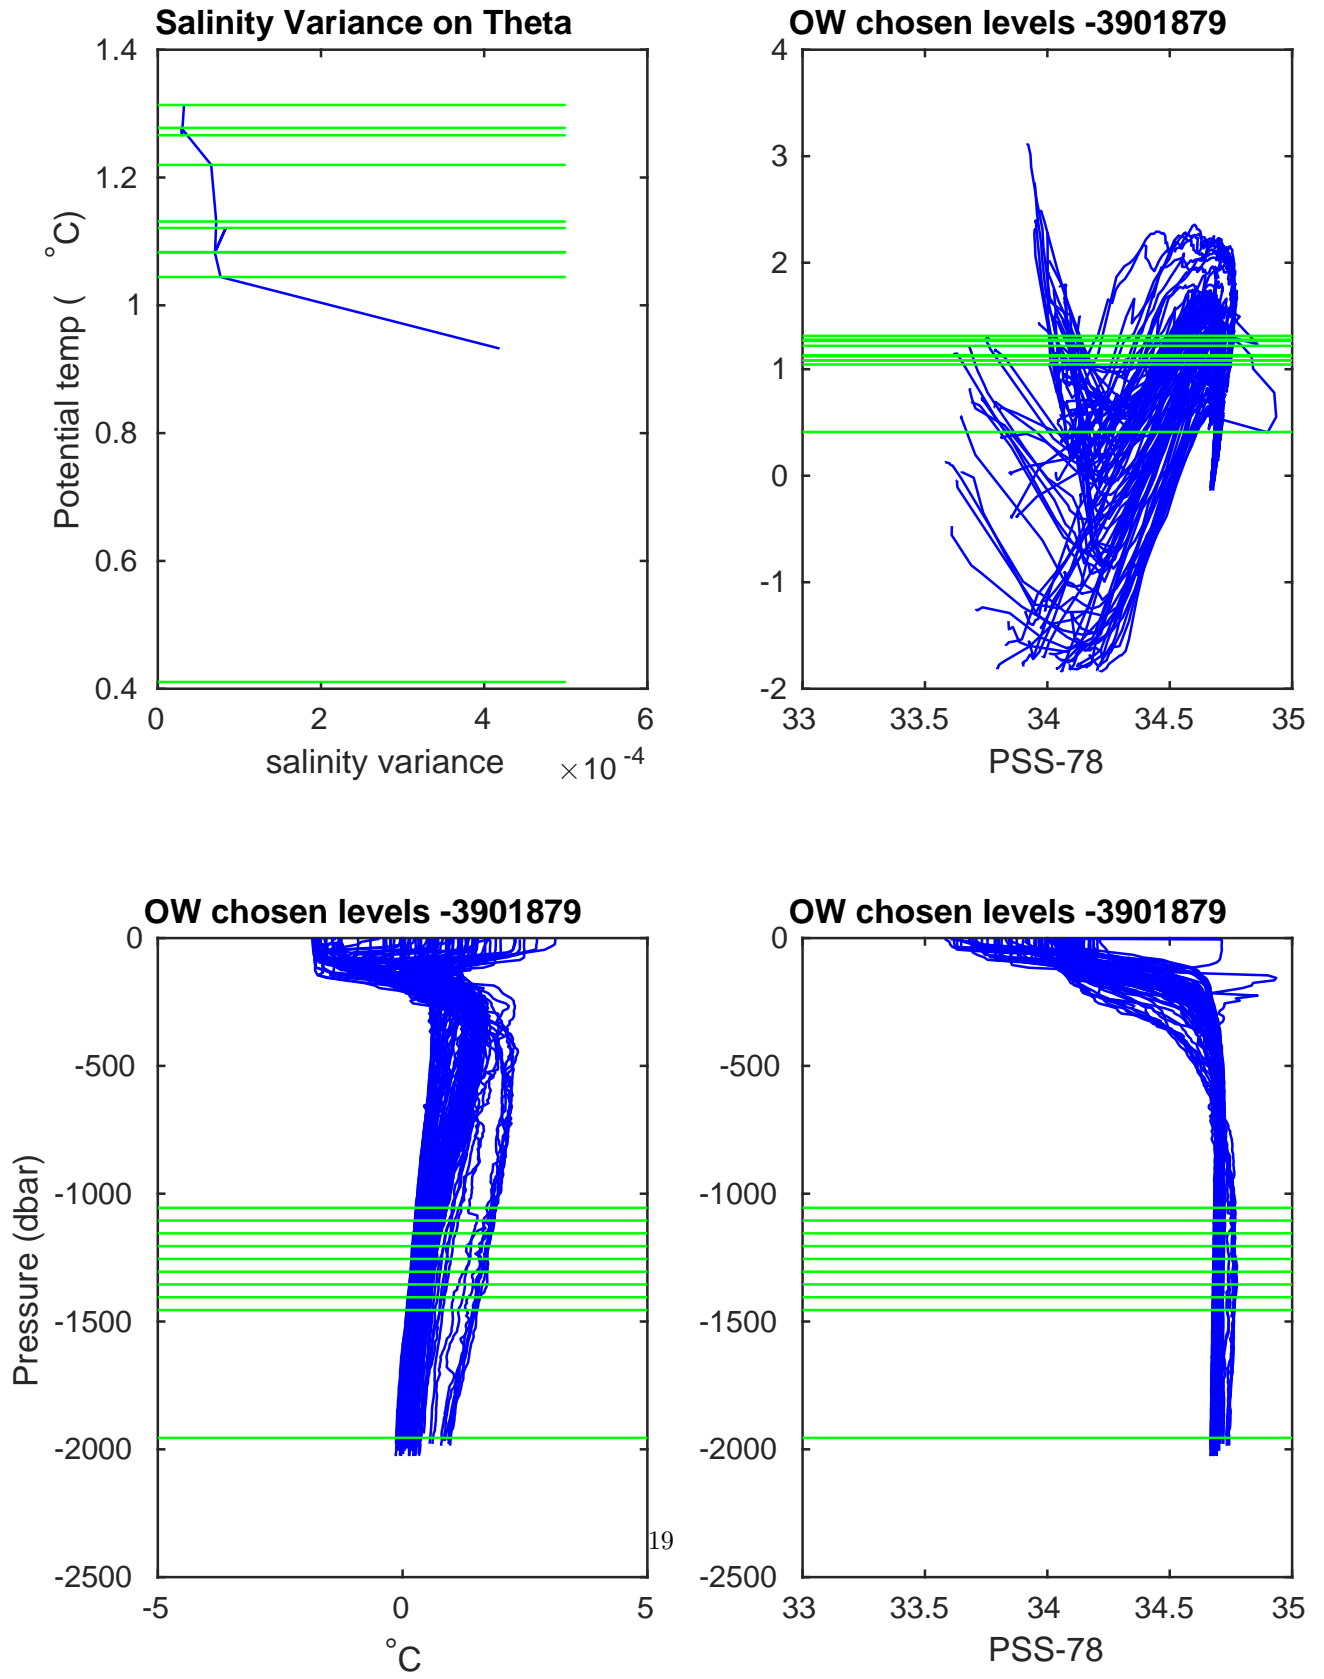 Salinity Variance on Theta
1.4
1.2
1
0.8
0.6
0.4
Potential temp ( °C)
0 2 4 6
salinity variance ×10 -4
OW chosen levels -3901879
4
3
2
1
0
-1
-2
33 33.5 34 34.5 35
PSS-78
OW chosen levels -3901879
0
-500
-1000
-1500
-2000
-2500
Pressure (dbar)
-5 0 5
°C
OW chosen levels -3901879
0
-500
-1000
-1500
-2000
-2500
33 33.5 34 34.5 35
PSS-78
19